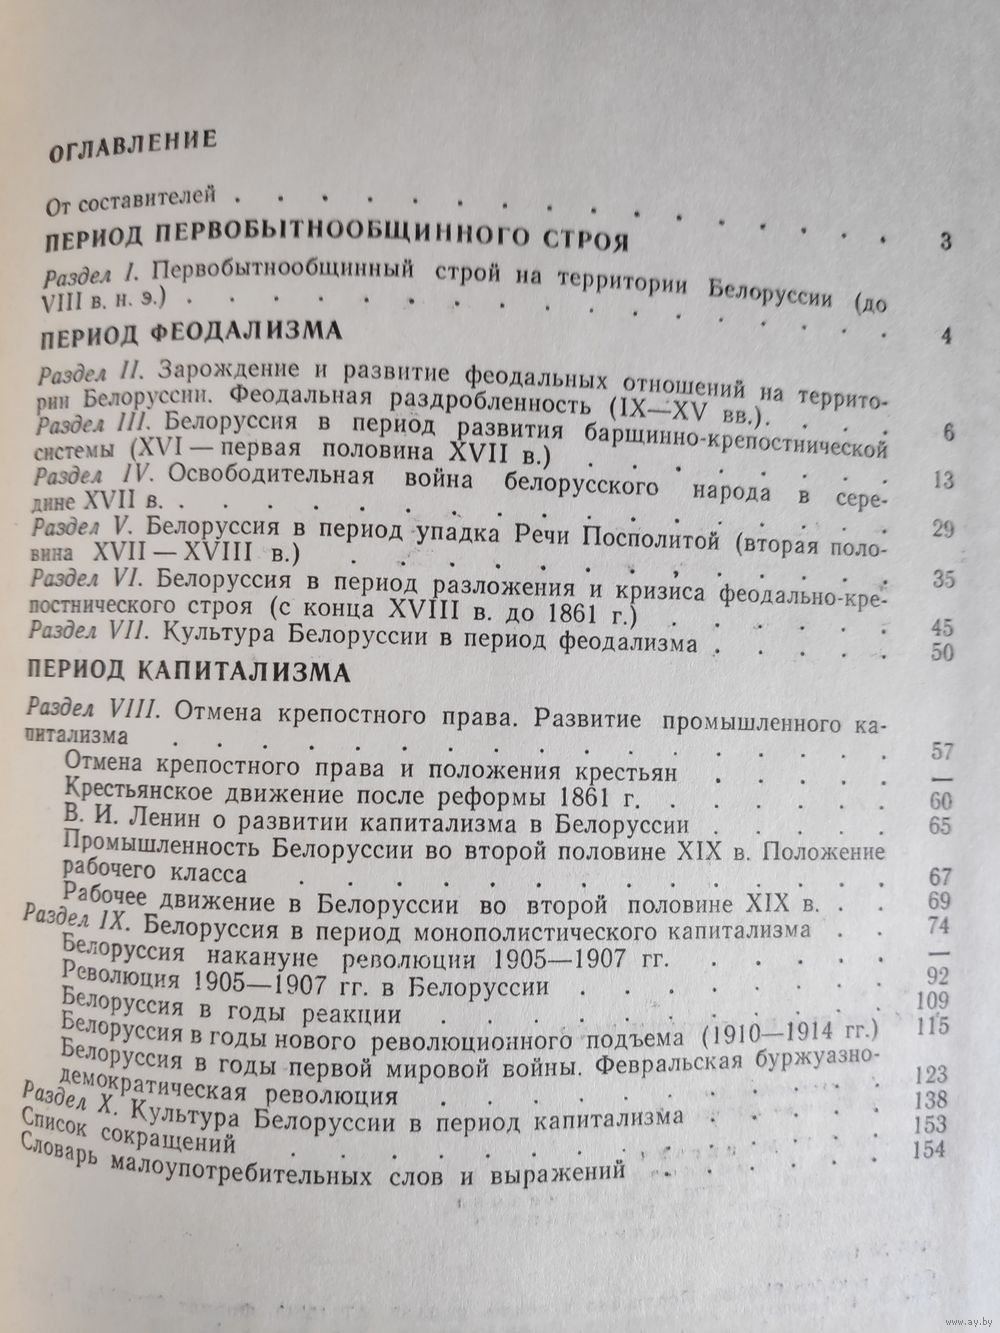 ОГЛАВЛЕНИЕ
От составителей . . . . . . . . . . . . . . . 3
ПЕРИОД ПЕРВОБЫТНООБЩИННОГО СТРОЯ
Раздел I. Первобытнообщинный строй на территории Белоруссии (до
VIII в. н. э.) . . . . . . . . . . . . . . . . 4
ПЕРИОД ФЕОДАЛИЗМА
Раздел II. Зарождение и развитие феодальных отношений на террито-
рии Белоруссии. Феодальная раздробленность (IX—XV вв.). . . . 6
Раздел III. Белоруссия в период развития барщинно-крепостнической
системы (XVI — первая половина XVII в.) . . . . . . . 13
Раздел IV. Освободительная война белорусского народа в сере-
дине XVII в. . . . . . . . . . . . . . . . . 29
Раздел V. Белоруссия в период упадка Речи Посполитой (вторая поло-
вина XVII — XVIII в.) . . . . . . . . . . . . 35
Раздел VI. Белоруссия в период разложения и кризиса феодально-кре-
постнического строя (с конца XVIII в. до 1861 г.) . . . . . 45
Раздел VII. Культура Белоруссии в период феодализма . . . . . 50
ПЕРИОД КАПИТАЛИЗМА
Раздел VIII. Отмена крепостного права. Развитие промышленного ка-
питализма . . . . . . . . . . . . . . . . . 57
Отмена крепостного права и положения крестьян . . . . . —
Крестьянское движение после реформы 1861 г. . . . . . . 60
В. И. Ленин о развитии капитализма в Белоруссии . . . . . 65
Промышленность Белоруссии во второй половине XIX в. Положение
рабочего класса . . . . . . . . . . . . . . 67
Рабочее движение в Белоруссии во второй половине XIX в. . . 69
Раздел IX. Белоруссия в период монополистического капитализма . . 74
Белоруссия накануне революции 1905—1907 гг. . . . . . —
Революция 1905—1907 гг. в Белоруссии . . . . . . . . 92
Белоруссия в годы реакции . . . . . . . . . . . 109
Белоруссия в годы нового революционного подъема (1910—1914 гг.) 115
Белоруссия в годы первой мировой войны. Февральская буржуазно-
демократическая революция . . . . . . . . . . 123
Раздел X. Культура Белоруссии в период капитализма . . . . . 138
Список сокращений . . . . . . . . . . . . . . 153
Словарь малоупотребительных слов и выражений . . . . . . 154
www.ay.by